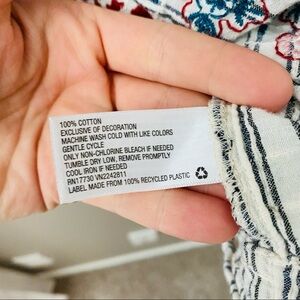 100% COTTON
EXCLUSIVE OF DECORATION
MACHINE WASH COLD WITH LIKE COLORS
GENTLE CYCLE
ONLY NON-CHLORINE BLEACH IF NEEDED
TUMBLE DRY LOW, REMOVE PROMPTLY
COOL IRON IF NEEDED
RN17730 VN2242811
LABEL MADE FROM 100% RECYCLED PLASTIC